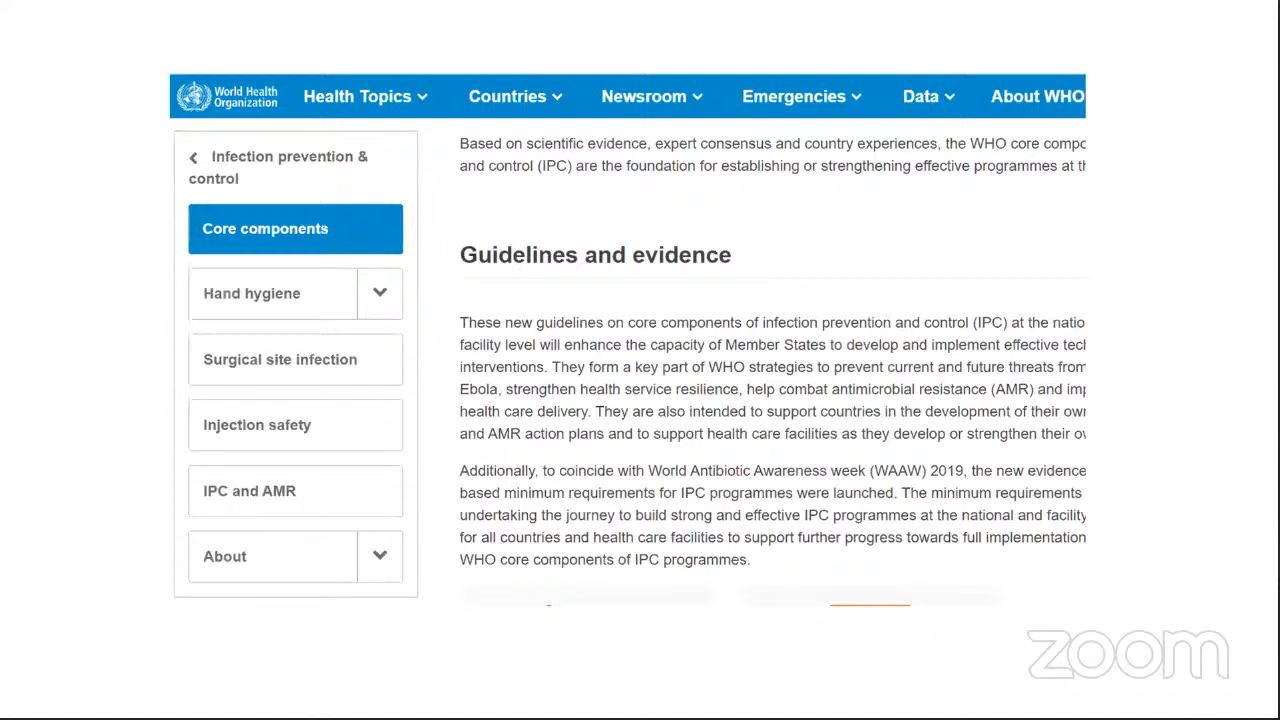 World Health
Organization
Health Topics
Countries
Newsroom
Emergencies
Data
About WHO
Infection prevention &
control
Core components
Hand hygiene
Surgical site infection
Injection safety
IPC and AMR
About
Based on scientific evidence, expert consensus and country experiences, the WHO core
and control (IPC) are the foundation for establishing or strengthening effective programmes at
Guidelines and evidence
These new guidelines on core components of infection prevention and control (IPC) at the
facility level will enhance the capacity of Member States to develop and implement effective
interventions. They form a key part of WHO strategies to prevent current and future threats from
Ebola, strengthen health service resilience, help combat antimicrobial resistance (AMR) and
health care delivery. They are also intended to support countries in the development of their
and AMR action plans and to support health care facilities as they develop or strengthen their
Additionally, to coincide with World Antibiotic Awareness week (WAAW) 2019, the new evidence
based minimum requirements for IPC programmes were launched. The minimum requirements
undertaking the journey to build strong and effective IPC programmes at the national and facility
for all countries and health care facilities to support further progress towards full implementation
WHO core components of IPC programmes.
zoom